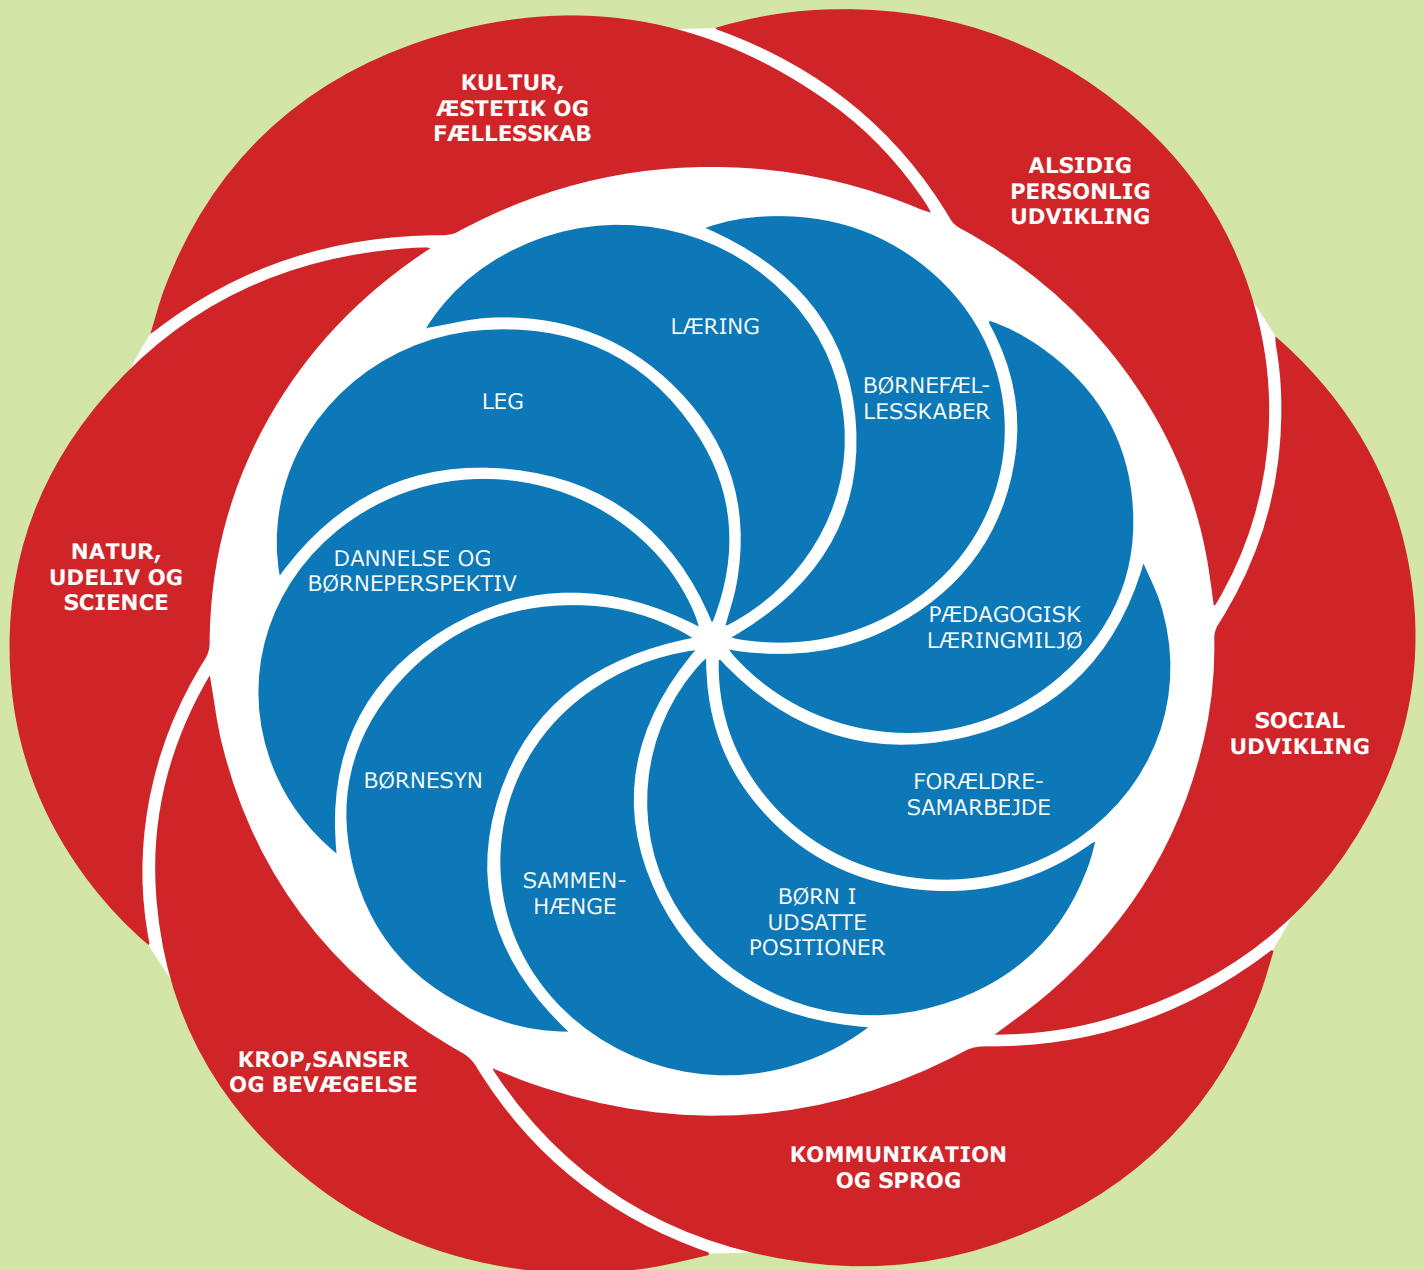 KULTUR,
ÆSTETIK OG
FÆLLESSKAB
ALSIDIG
PERSONLIG
UDVIKLING
SOCIAL
UDVIKLING
KOMMUNIKATION
OG SPROG
KROP,SANSER
OG BEVÆGELSE
NATUR,
UDELIV OG
SCIENCE
LÆRING
BØRNEFÆL-
LESSKABER
PÆDAGOGISK
LÆRINGMILJØ
FORÆLDRE-
SAMARBEJDE
BØRN I
UDSATTE
POSITIONER
SAMMEN-
HÆNGE
BØRNESYN
DANNELSE OG
BØRNEPERSPEKTIV
LEG